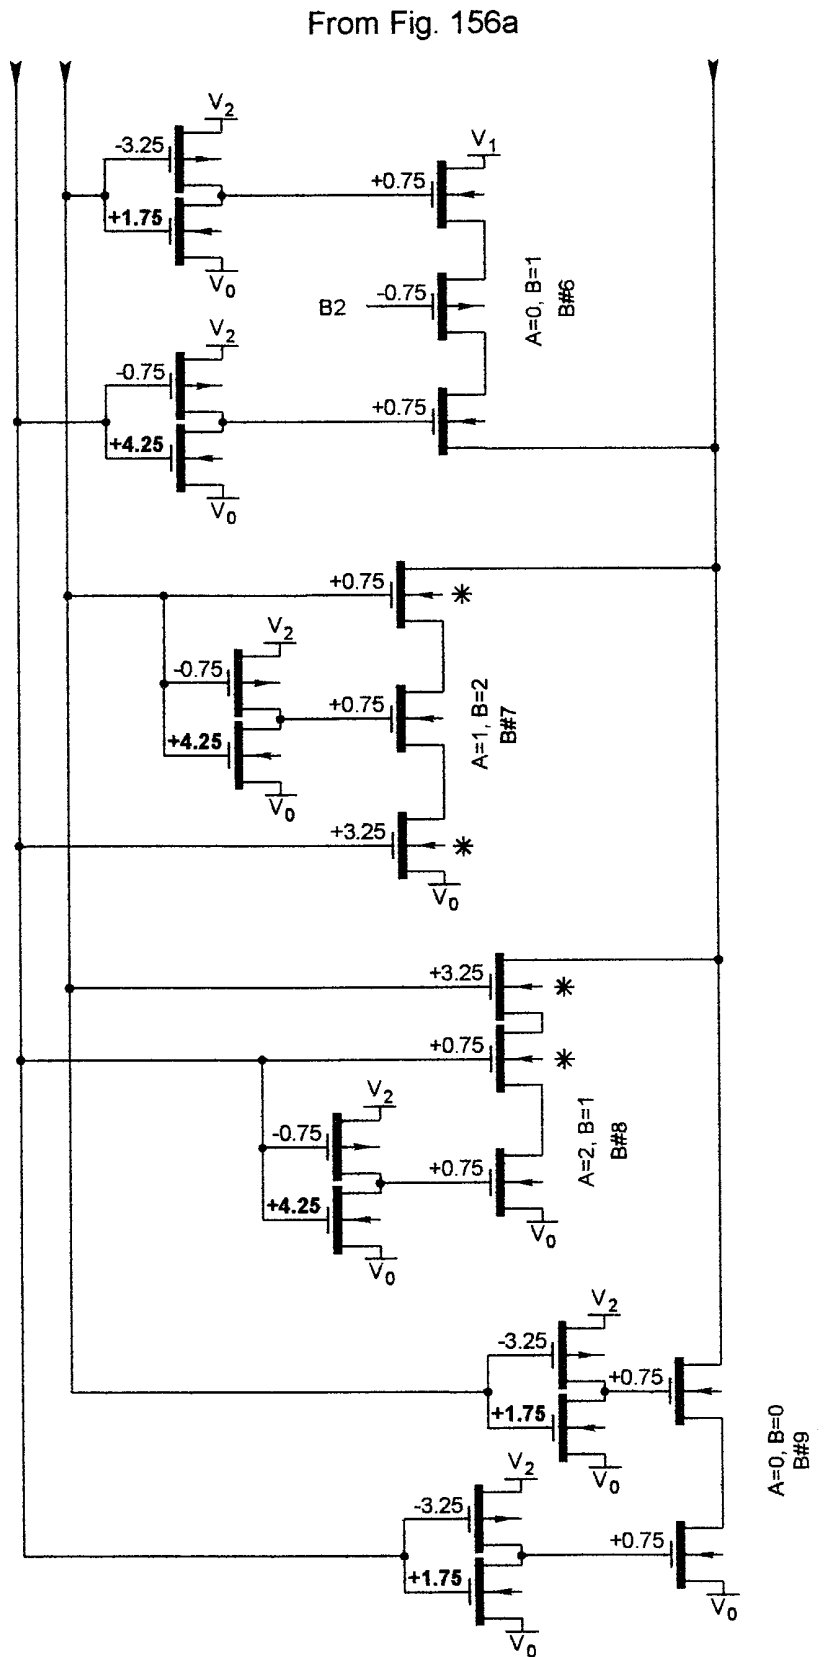 From Fig. 156a
V2
-3.25
+1.75
V0
+0.75
V1
B2
-0.75
A=0, B=1
B#6
V2
-0.75
+4.25
V0
+0.75
+0.75
V2
-0.75
+4.25
V0
+0.75
A=1, B=2
B#7
+3.25
V0
+3.25
+0.75
V2
-0.75
+4.25
V0
+0.75
V0
A=2, B=1
B#8
V2
-3.25
+1.75
V0
+0.75
A=0, B=0
B#9
V2
-3.25
+1.75
V0
+0.75
V0